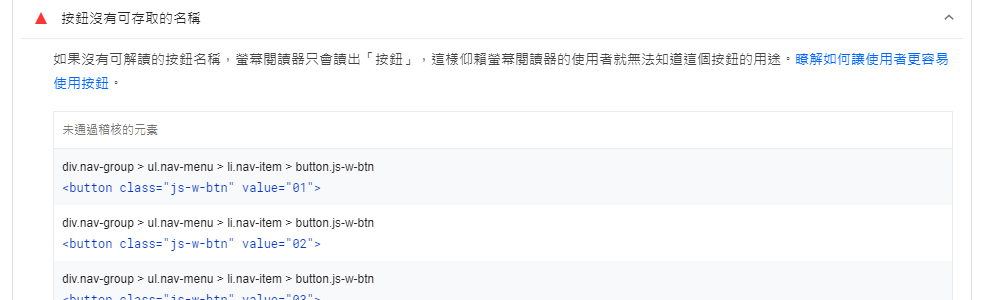 按鈕沒有可存取的名稱
如果沒有可解讀的按鈕名稱，螢幕閱讀器只會讀出「按鈕」，這樣仰賴螢幕閱讀器的使用者就無法知道這個按鈕的用途。瞭解如何讓使用者更容易
使用按鈕。
未通過稽核的元素
div.nav-group > ul.nav-menu > li.nav-item > button.js-w-btn
<button class="js-w-btn" value="01">
div.nav-group > ul.nav-menu > li.nav-item > button.js-w-btn
<button class="js-w-btn" value="02">
div.nav-group > ul.nav-menu > li.nav-item > button.js-w-btn
<button class="js-w-btn" value="03">